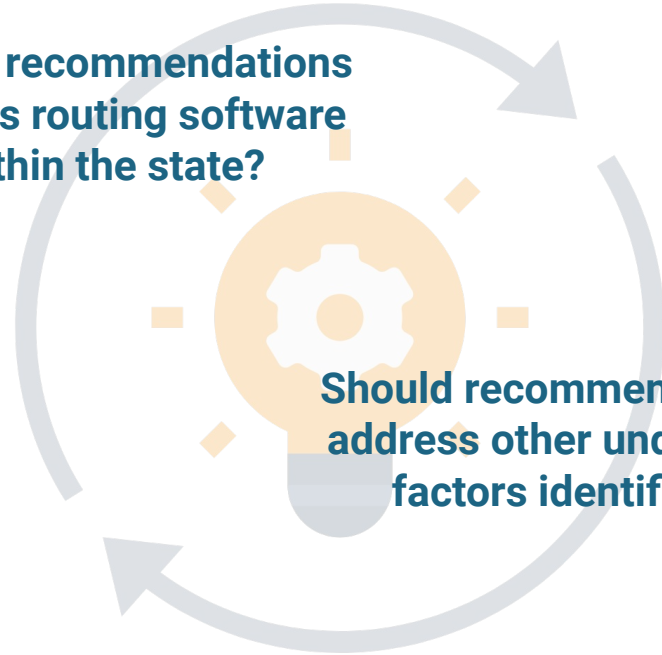 recommendations
s routing software
thin the state?
Should recommen
address other und
factors identif